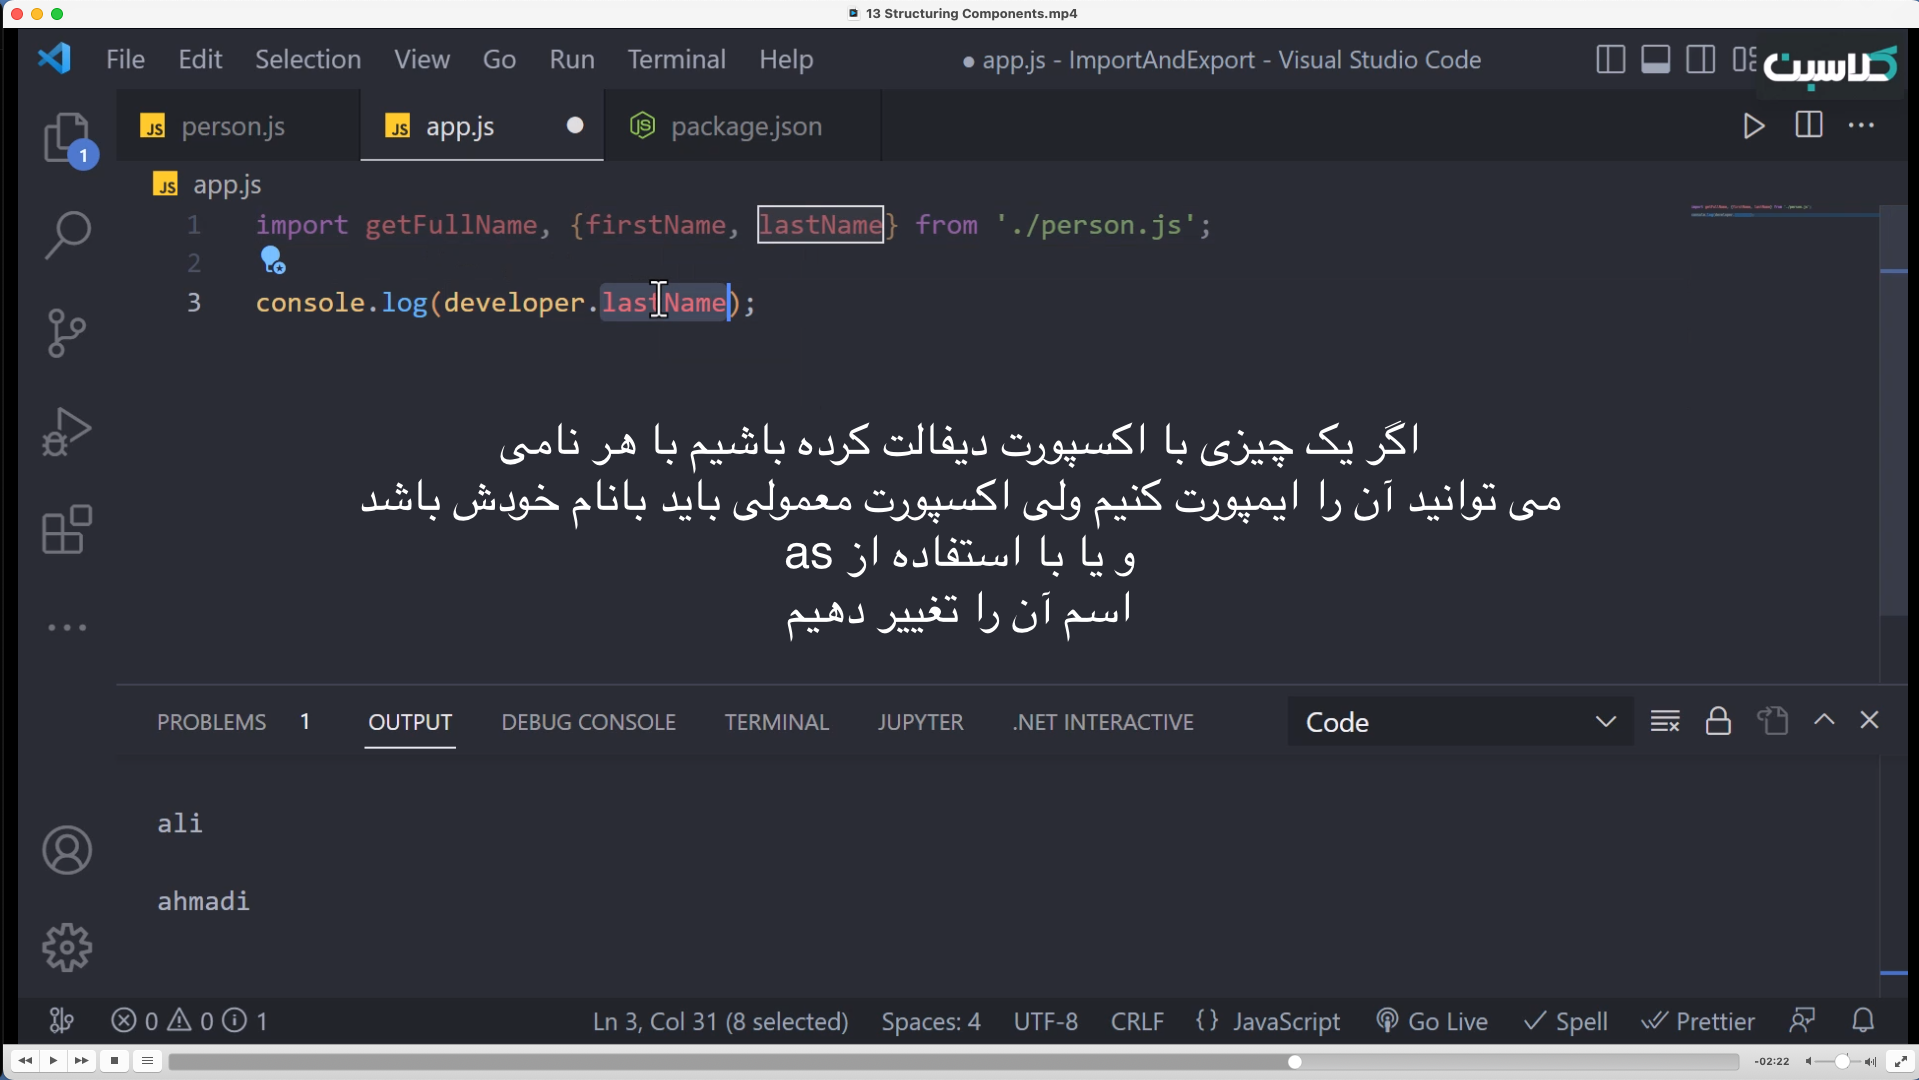 13 Structuring Components.mp4
File Edit Selection View Go Run Terminal Help
● app.js - ImportAndExport - Visual Studio Code
کلاسبت
person.js
app.js
package.json
1
app.js
1 import getFullName, {firstName, lastName} from './person.js';
2
3 console.log(developer.lastName);
اگر یک چیزی با اکسپورت دیفالت کرده باشیم با هر نامی
می توانید آن را ایمپورت کنیم ولی اکسپورت معمولی باید بانام خودش باشد
و یا با استفاده از as
اسم آن را تغییر دهیم
PROBLEMS 1 OUTPUT DEBUG CONSOLE TERMINAL JUPYTER .NET INTERACTIVE Code
ali
ahmadi
0 0 1 Ln 3, Col 31 (8 selected) Spaces: 4 UTF-8 CRLF {} JavaScript Go Live Spell Prettier
-02:22